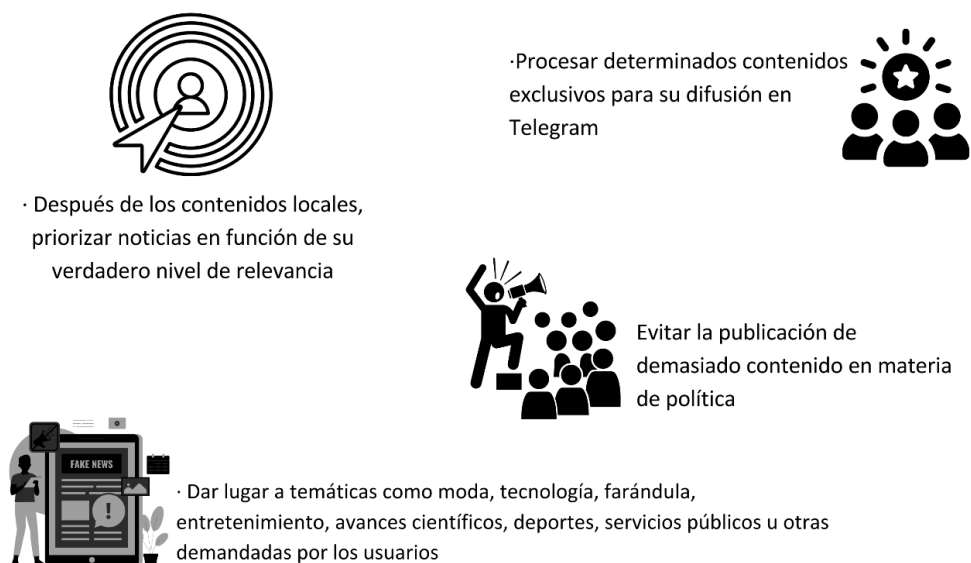 ·Procesar determinados contenidos
exclusivos para su difusión en
Telegram
· Después de los contenidos locales,
priorizar noticias en función de su
verdadero nivel de relevancia
Evitar la publicación de
demasiado contenido en materia
de política
FAKE NEWS
· Dar lugar a temáticas como moda, tecnología, farándula,
entretenimiento, avances científicos, deportes, servicios públicos u otras
demandadas por los usuarios